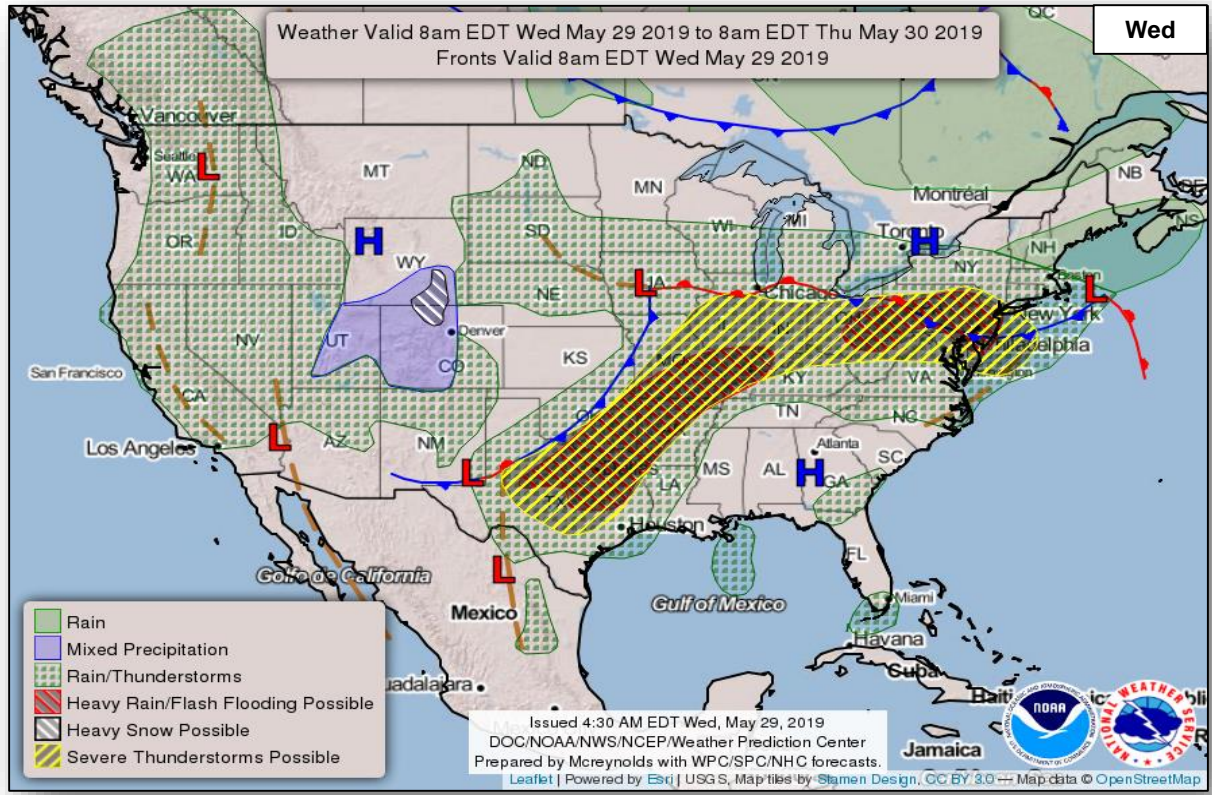 Weather Valid 8am EDT Wed May 29 2019 to 8am EDT Thu May 30 2019
Fronts Valid 8am EDT Wed May 29 2019
Wed
QC
Vancouver
Seattle
WA
MT
ND
MN
Montréal
NB
OR
ID
WY
SD
WI
MI
Toronto
NY
NH
NS
H
H
L
L
IA
Chicago
L
Boston
New York
NE
NV
UT
Denver
CO
KS
MO
Philadelphia
San Francisco
CA
KY
VA
Los Angeles
L
AZ
NM
L
TN
NC
Atlanta
SC
MS
AL
H
GA
LA
TX
Houston
FL
L
Golfo de California
Mexico
Gulf of Mexico
Miami
Havana
Cuba
Jamaica
Rain
Mixed Precipitation
Rain/Thunderstorms
Heavy Rain/Flash Flooding Possible
Heavy Snow Possible
Severe Thunderstorms Possible
Issued 4:30 AM EDT Wed, May 29, 2019
DOC/NOAA/NWS/NCEP/Weather Prediction Center
Prepared by Mcreynolds with WPC/SPC/NHC forecasts.
Leaflet | Powered by Esri | USGS, Map tiles by Stamen Design, CC BY 3.0 — Map data © OpenStreetMap
NOAA
NATIONAL WEATHER SERVICE